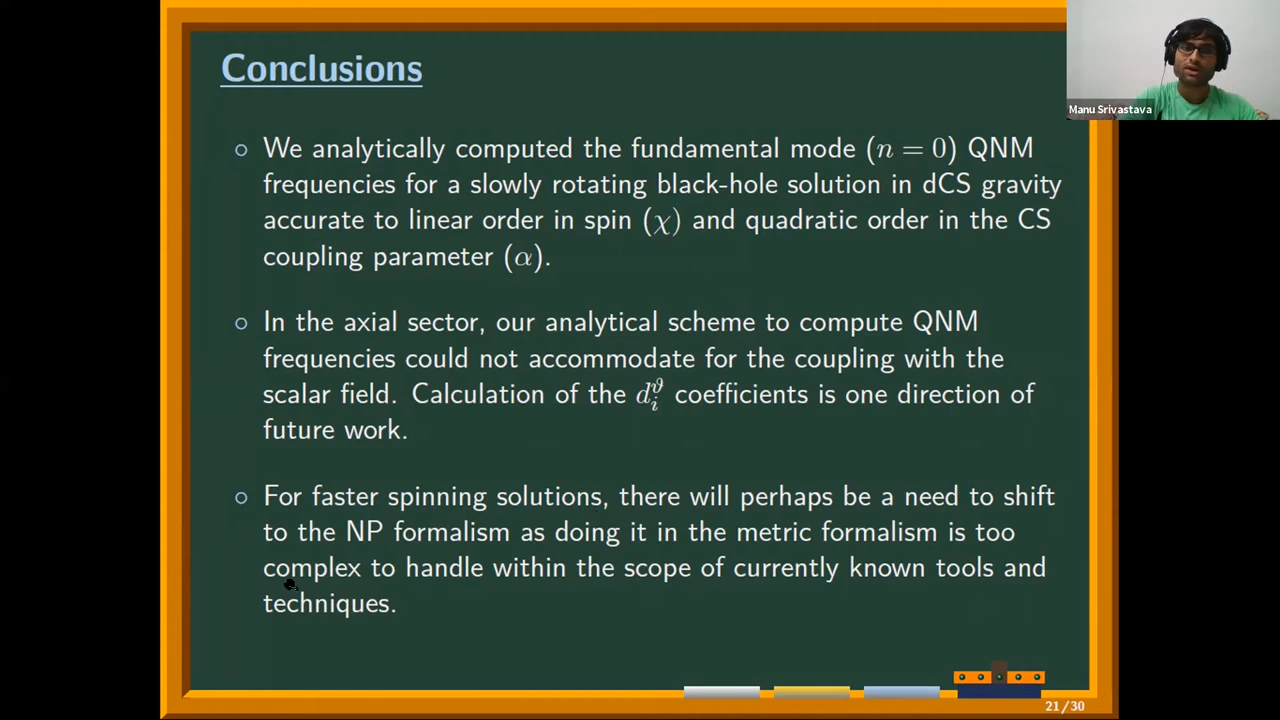 Conclusions
Manu Srivastava
○ We analytically computed the fundamental mode (n = 0) QNM
frequencies for a slowly rotating black-hole solution in dCS gravity
accurate to linear order in spin (χ) and quadratic order in the CS
coupling parameter (α).
○ In the axial sector, our analytical scheme to compute QNM
frequencies could not accommodate for the coupling with the
scalar field. Calculation of the d_i^ϑ coefficients is one direction of
future work.
○ For faster spinning solutions, there will perhaps be a need to shift
to the NP formalism as doing it in the metric formalism is too
complex to handle within the scope of currently known tools and
techniques.
21/30